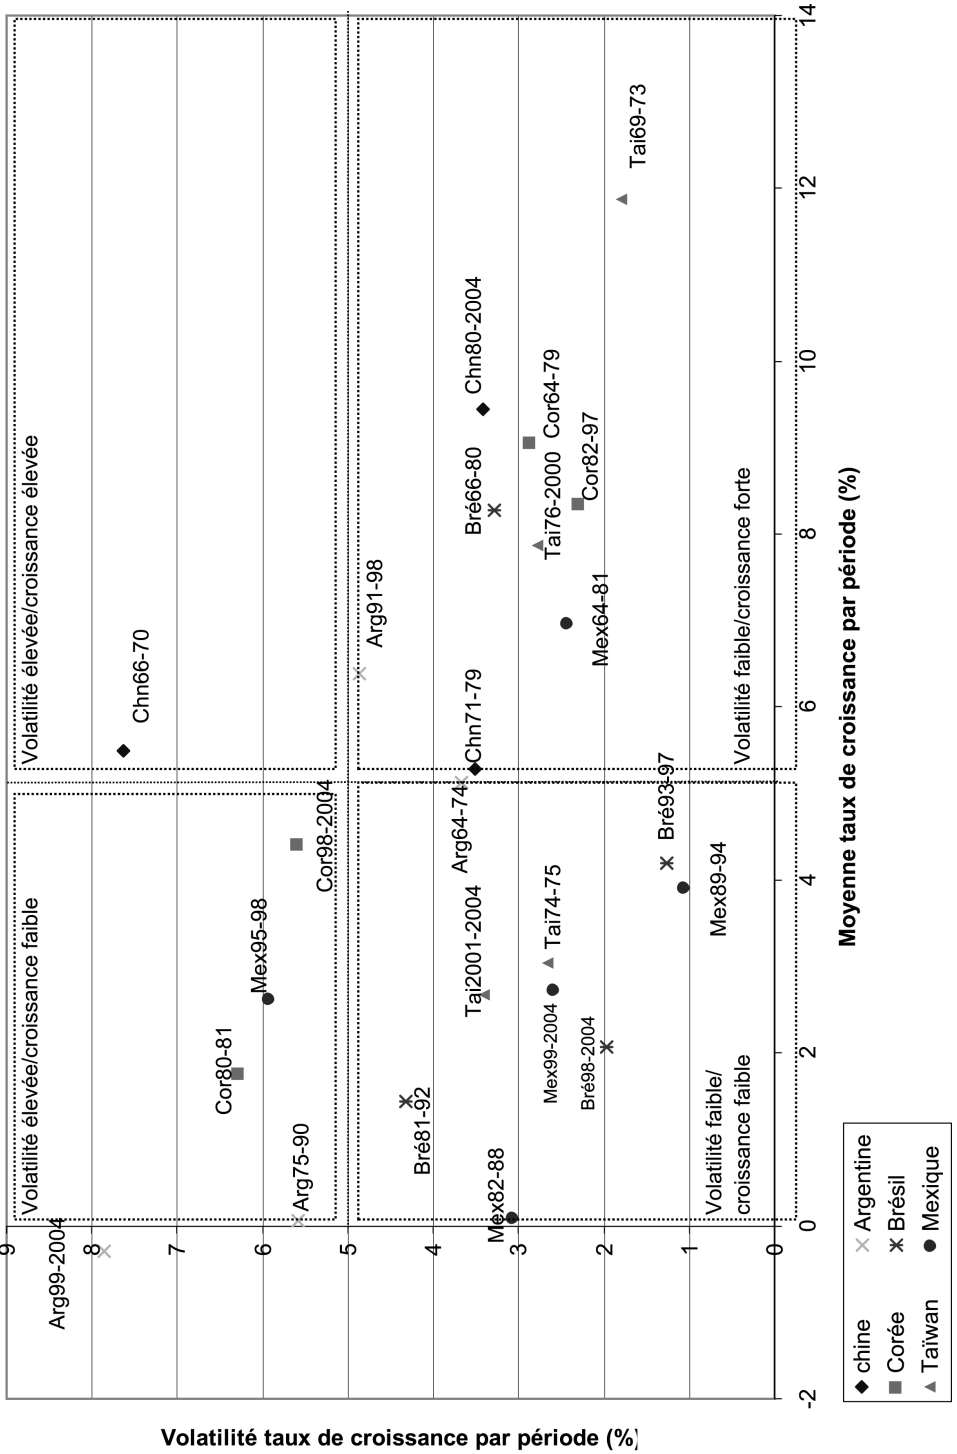 Volatilité taux de croissance par période (%)
9
8
7
6
5
4
3
2
1
0
-2
0
2
4
6
8
10
12
14
Moyenne taux de croissance par période (%)
Volatilité élevée/croissance faible
Volatilité élevée/croissance élevée
Arg99-2004
Chn66-70
Cor80-81
Mex95-98
Arg75-90
Cor98-2004
Arg91-98
Bré81-92
Arg64-74
Chn71-79
Tai2001-2004
Bré66-80
Chn80-2004
Mex82-88
Cor64-79
Tai76-2000
Tai74-75
Mex99-2004
Cor82-97
Mex64-81
Bré98-2004
Tai69-73
Bré93-97
Mex89-94
Volatilité faible/
croissance faible
Volatilité faible/croissance forte
chine
Argentine
Corée
Brésil
Taïwan
Mexique